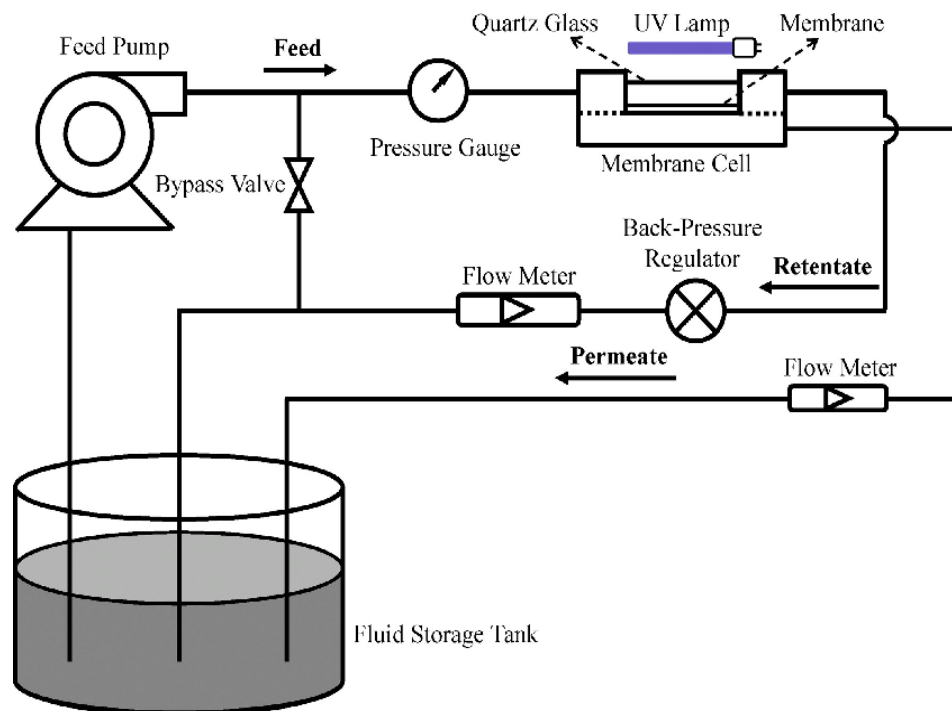 Quartz Glass
UV Lamp
Membrane
Feed Pump
Feed
Pressure Gauge
Membrane Cell
Bypass Valve
Back-Pressure
Regulator
Retentate
Flow Meter
Permeate
Flow Meter
Fluid Storage Tank